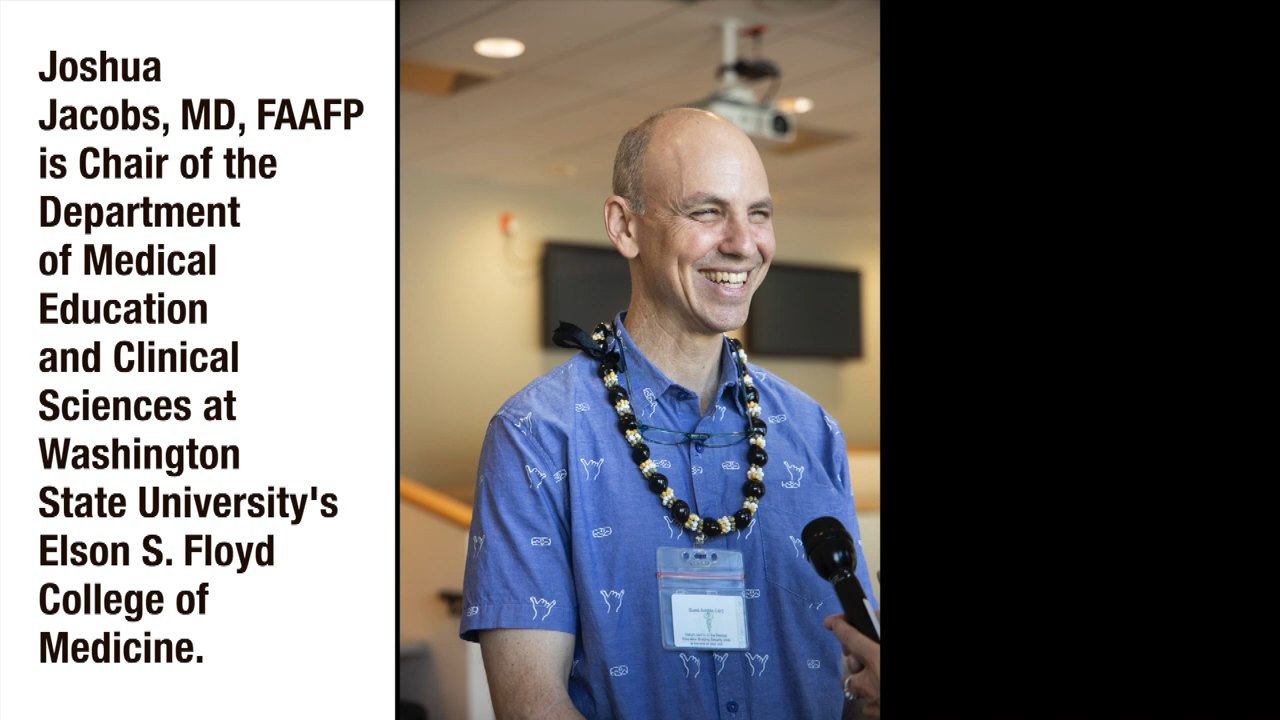 Joshua
Jacobs, MD, FAAFP
is Chair of the
Department
of Medical
Education
and Clinical
Sciences at
Washington
State University's
Elson S. Floyd
College of
Medicine.